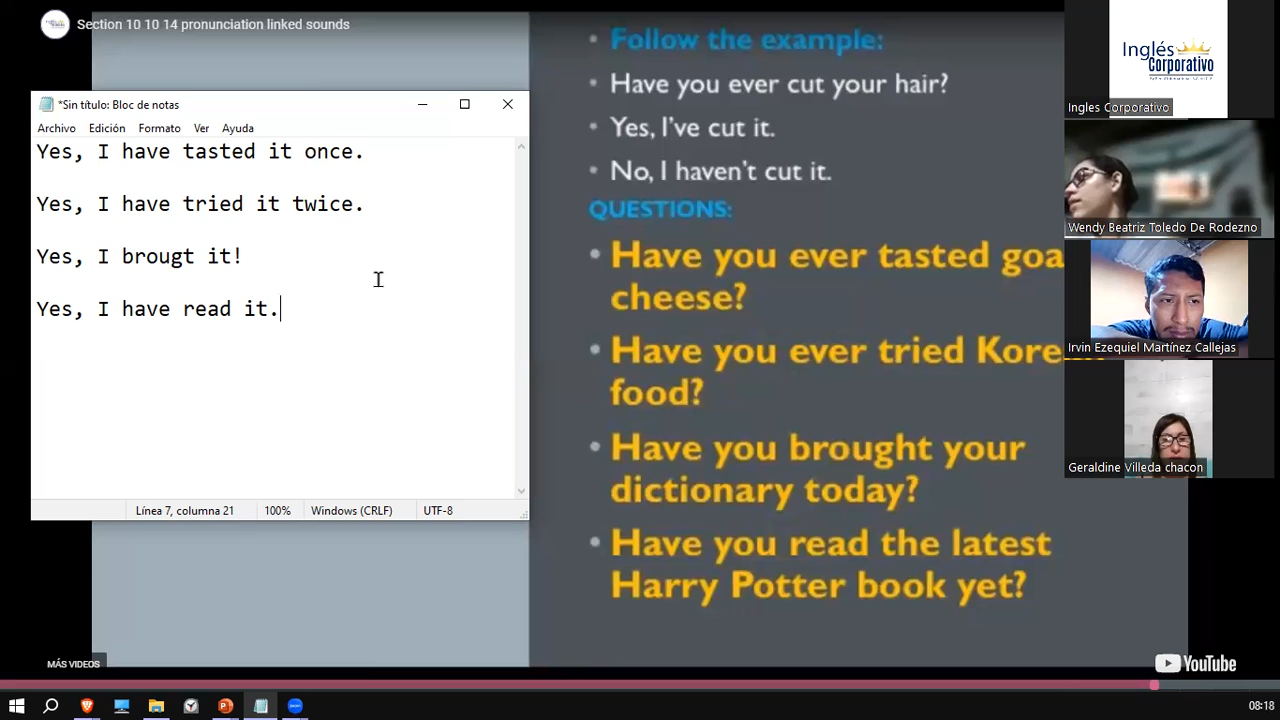 Section 10 10 14 pronunciation linked sounds
*Sin título: Bloc de notas
Archivo Edición Formato Ver Ayuda
Yes, I have tasted it once.
Yes, I have tried it twice.
Yes, I brougt it!
Yes, I have read it.
Línea 7, columna 21 100% Windows (CRLF) UTF-8
• Follow the example:
• Have you ever cut your hair?
• Yes, I've cut it.
• No, I haven't cut it.
QUESTIONS:
• Have you ever tasted goa
cheese?
• Have you ever tried Kore
food?
• Have you brought your
dictionary today?
• Have you read the latest
Harry Potter book yet?
Inglés
Corporativo
Ingles Corporativo
Wendy Beatriz Toledo De Rodezno
Irvin Ezequiel Martínez Callejas
Geraldine Villeda chacon
MÁS VIDEOS
YouTube
08:18